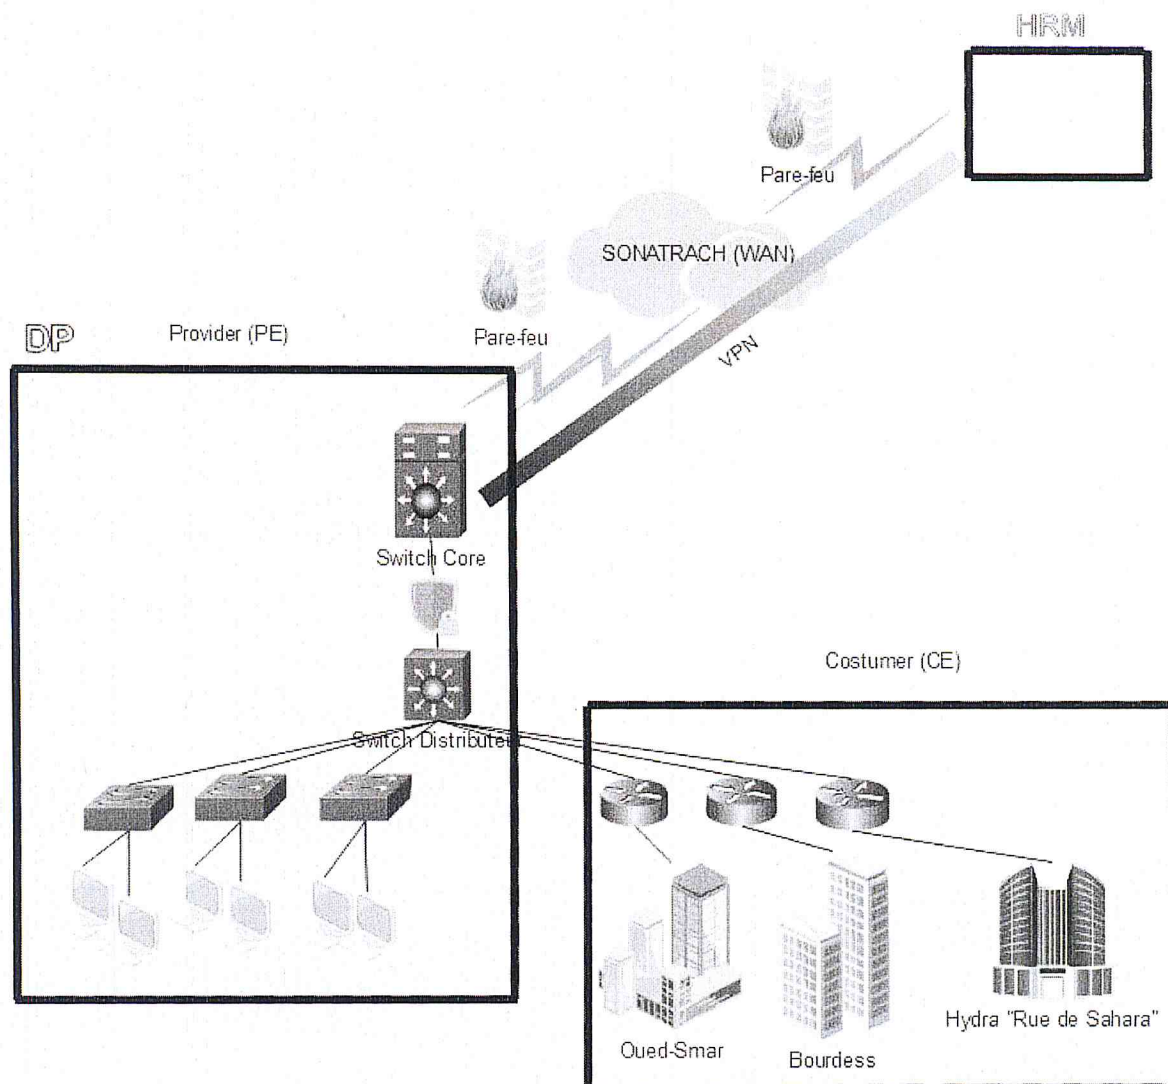 HRM
Pare-feu
SONATRACH (WAN)
DP
Provider (PE)
Pare-feu
VPN
Switch Core
Costumer (CE)
Switch Distributeur
Oued-Smar
Bourdess
Hydra "Rue de Sahara"